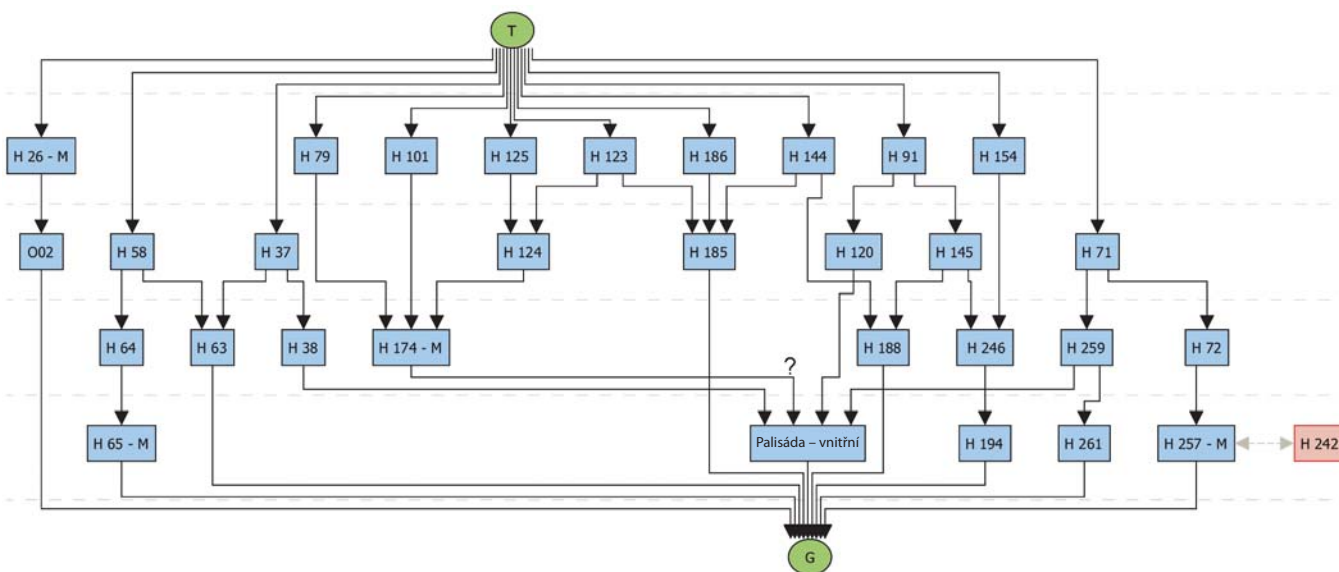 T
H 26 - M
H 79
H 101
H 125
H 123
H 186
H 144
H 91
H 154
O02
H 58
H 37
H 124
H 185
H 120
H 145
H 71
H 64
H 63
H 38
H 174 - M
?
H 188
H 246
H 259
H 72
H 65 - M
Palisáda – vnitřní
H 194
H 261
H 257 - M
H 242
G